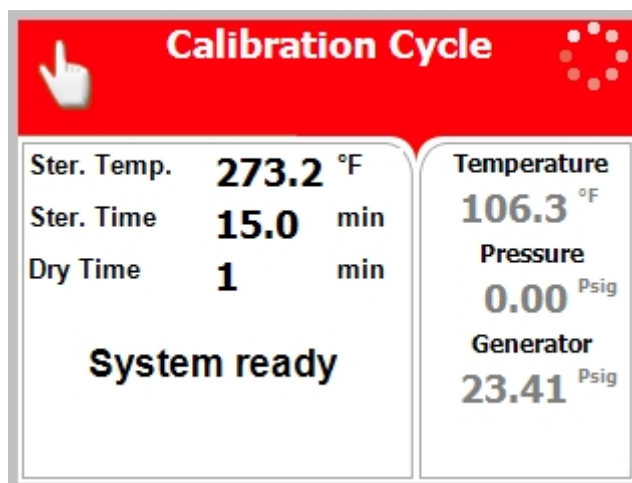 Calibration Cycle
Ster. Temp. 273.2 °F
Ster. Time 15.0 min
Dry Time 1 min
System ready
Temperature
106.3 °F
Pressure
0.00 Psig
Generator
23.41 Psig